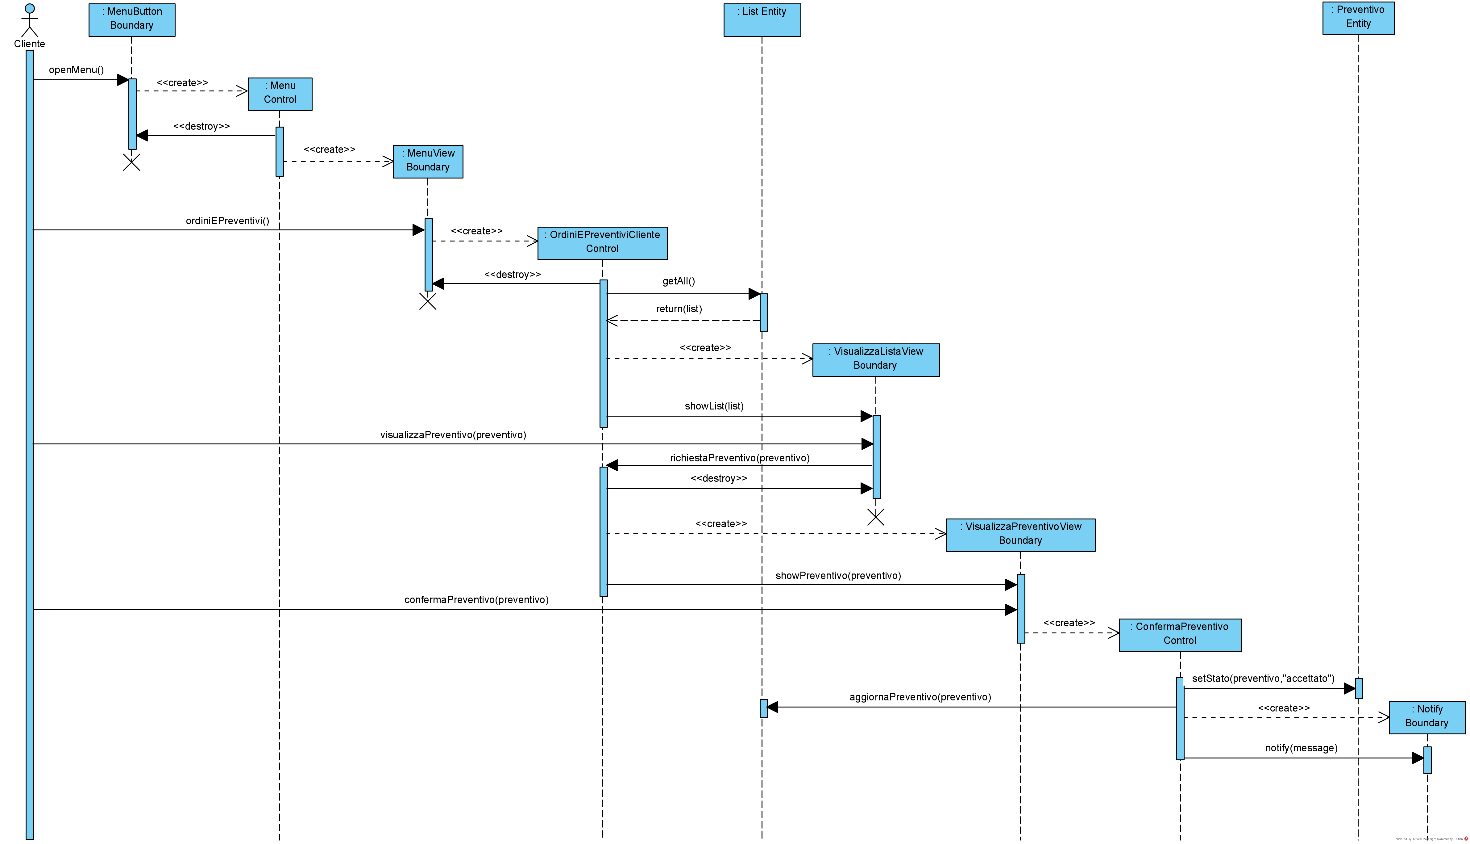 : MenuButton
Boundary
: List Entity
: Preventivo
Entity
Cliente
openMenu()
<<create>>
: Menu
Control
<<destroy>>
<<create>>
: MenuView
Boundary
ordiniEPreventivi()
<<create>>
: OrdiniEPreventiviCliente
Control
<<destroy>>
getAll()
return(list)
<<create>>
: VisualizzaListaView
Boundary
showList(list)
visualizzaPreventivo(preventivo)
richiestaPreventivo(preventivo)
<<destroy>>
<<create>>
: VisualizzaPreventivoView
Boundary
showPreventivo(preventivo)
confermaPreventivo(preventivo)
<<create>>
: ConfermaPreventivo
Control
setStato(preventivo,"accettato")
aggiornaPreventivo(preventivo)
<<create>>
: Notify
Boundary
notify(message)